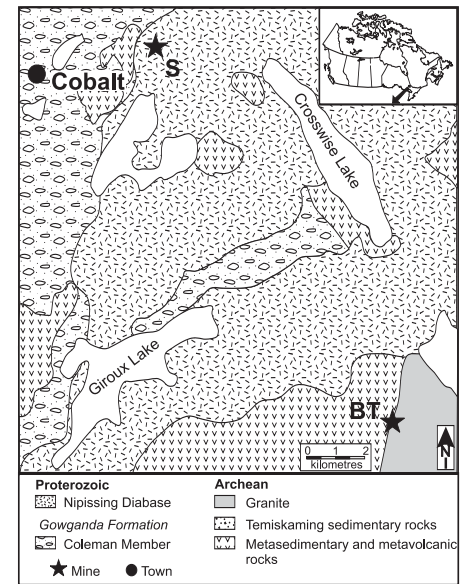 Cobalt
S
Crosswise Lake
Giroux Lake
BT
0 1 2
kilometres
N
Proterozoic
Nipissing Diabase
Gowganda Formation
Coleman Member
Mine
Town
Archean
Granite
Temiskaming sedimentary rocks
Metasedimentary and metavolcanic
rocks